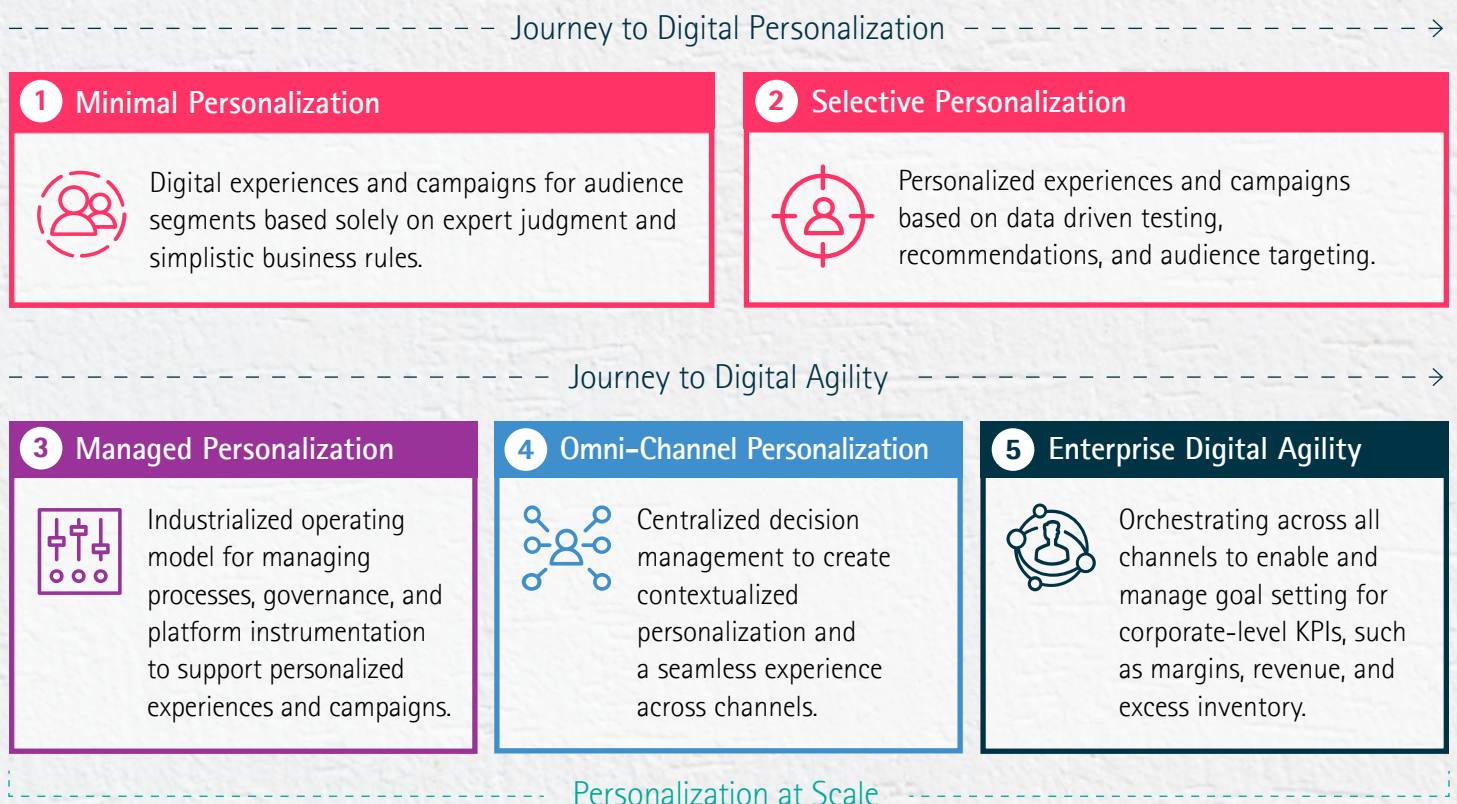 Journey to Digital Personalization
1 Minimal Personalization
Digital experiences and campaigns for audience
segments based solely on expert judgment and
simplistic business rules.
2 Selective Personalization
Personalized experiences and campaigns
based on data driven testing,
recommendations, and audience targeting.
Journey to Digital Agility
3 Managed Personalization
Industrialized operating
model for managing
processes, governance, and
platform instrumentation
to support personalized
experiences and campaigns.
4 Omni-Channel Personalization
Centralized decision
management to create
contextualized
personalization and
a seamless experience
across channels.
5 Enterprise Digital Agility
Orchestrating across all
channels to enable and
manage goal setting for
corporate-level KPIs, such
as margins, revenue, and
excess inventory.
Personalization at Scale